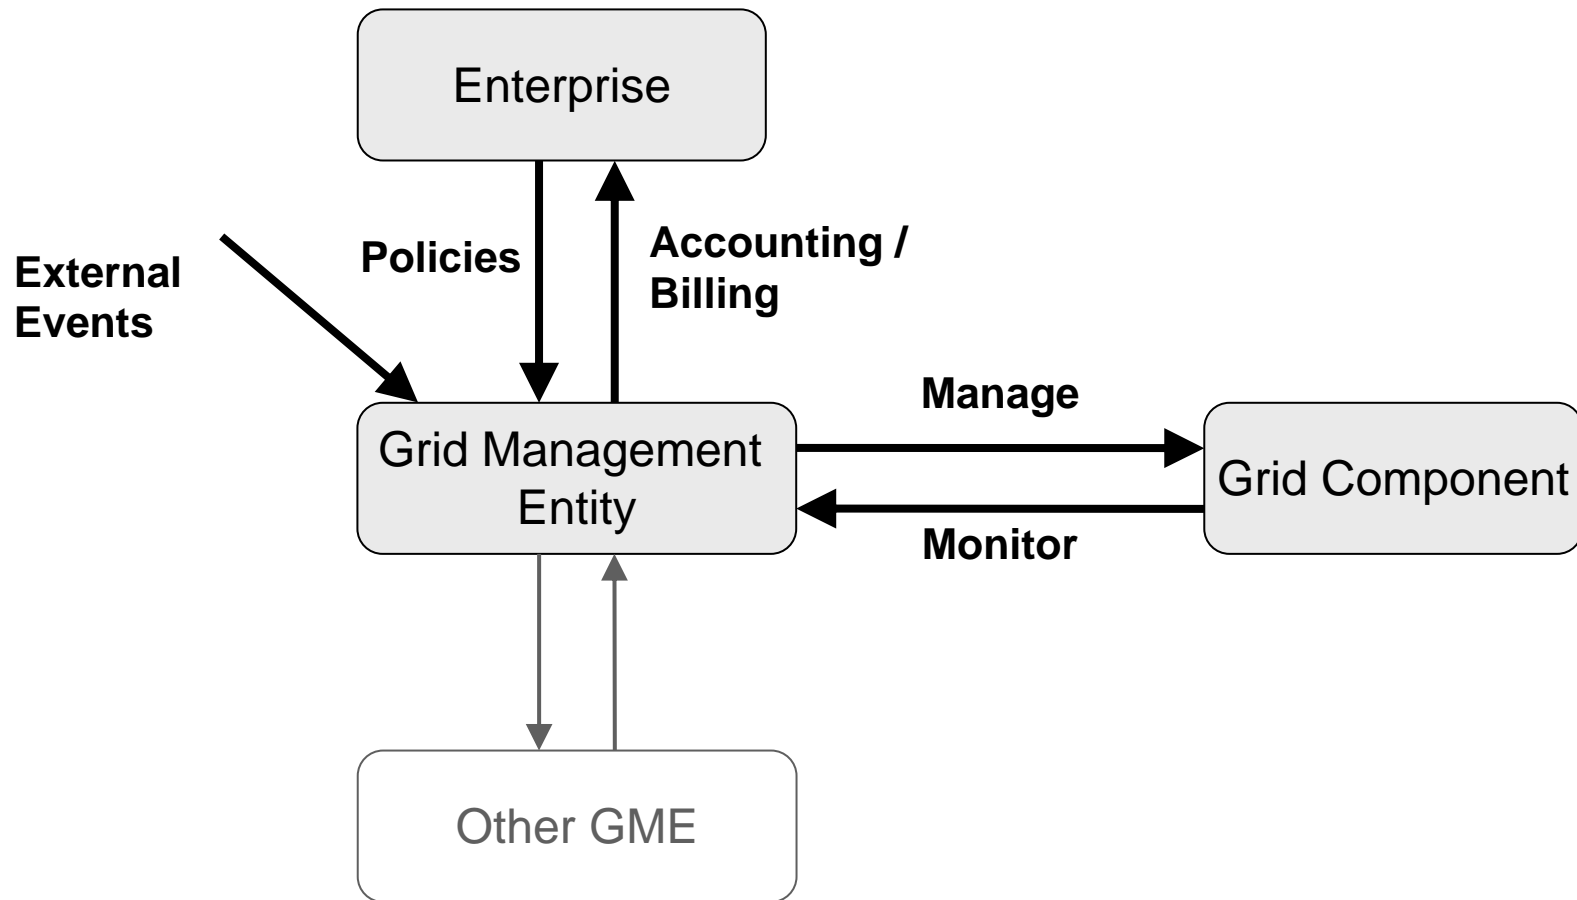 Enterprise
External
Events
Policies
Accounting /
Billing
Manage
Grid Management
Entity
Grid Component
Monitor
Other GME